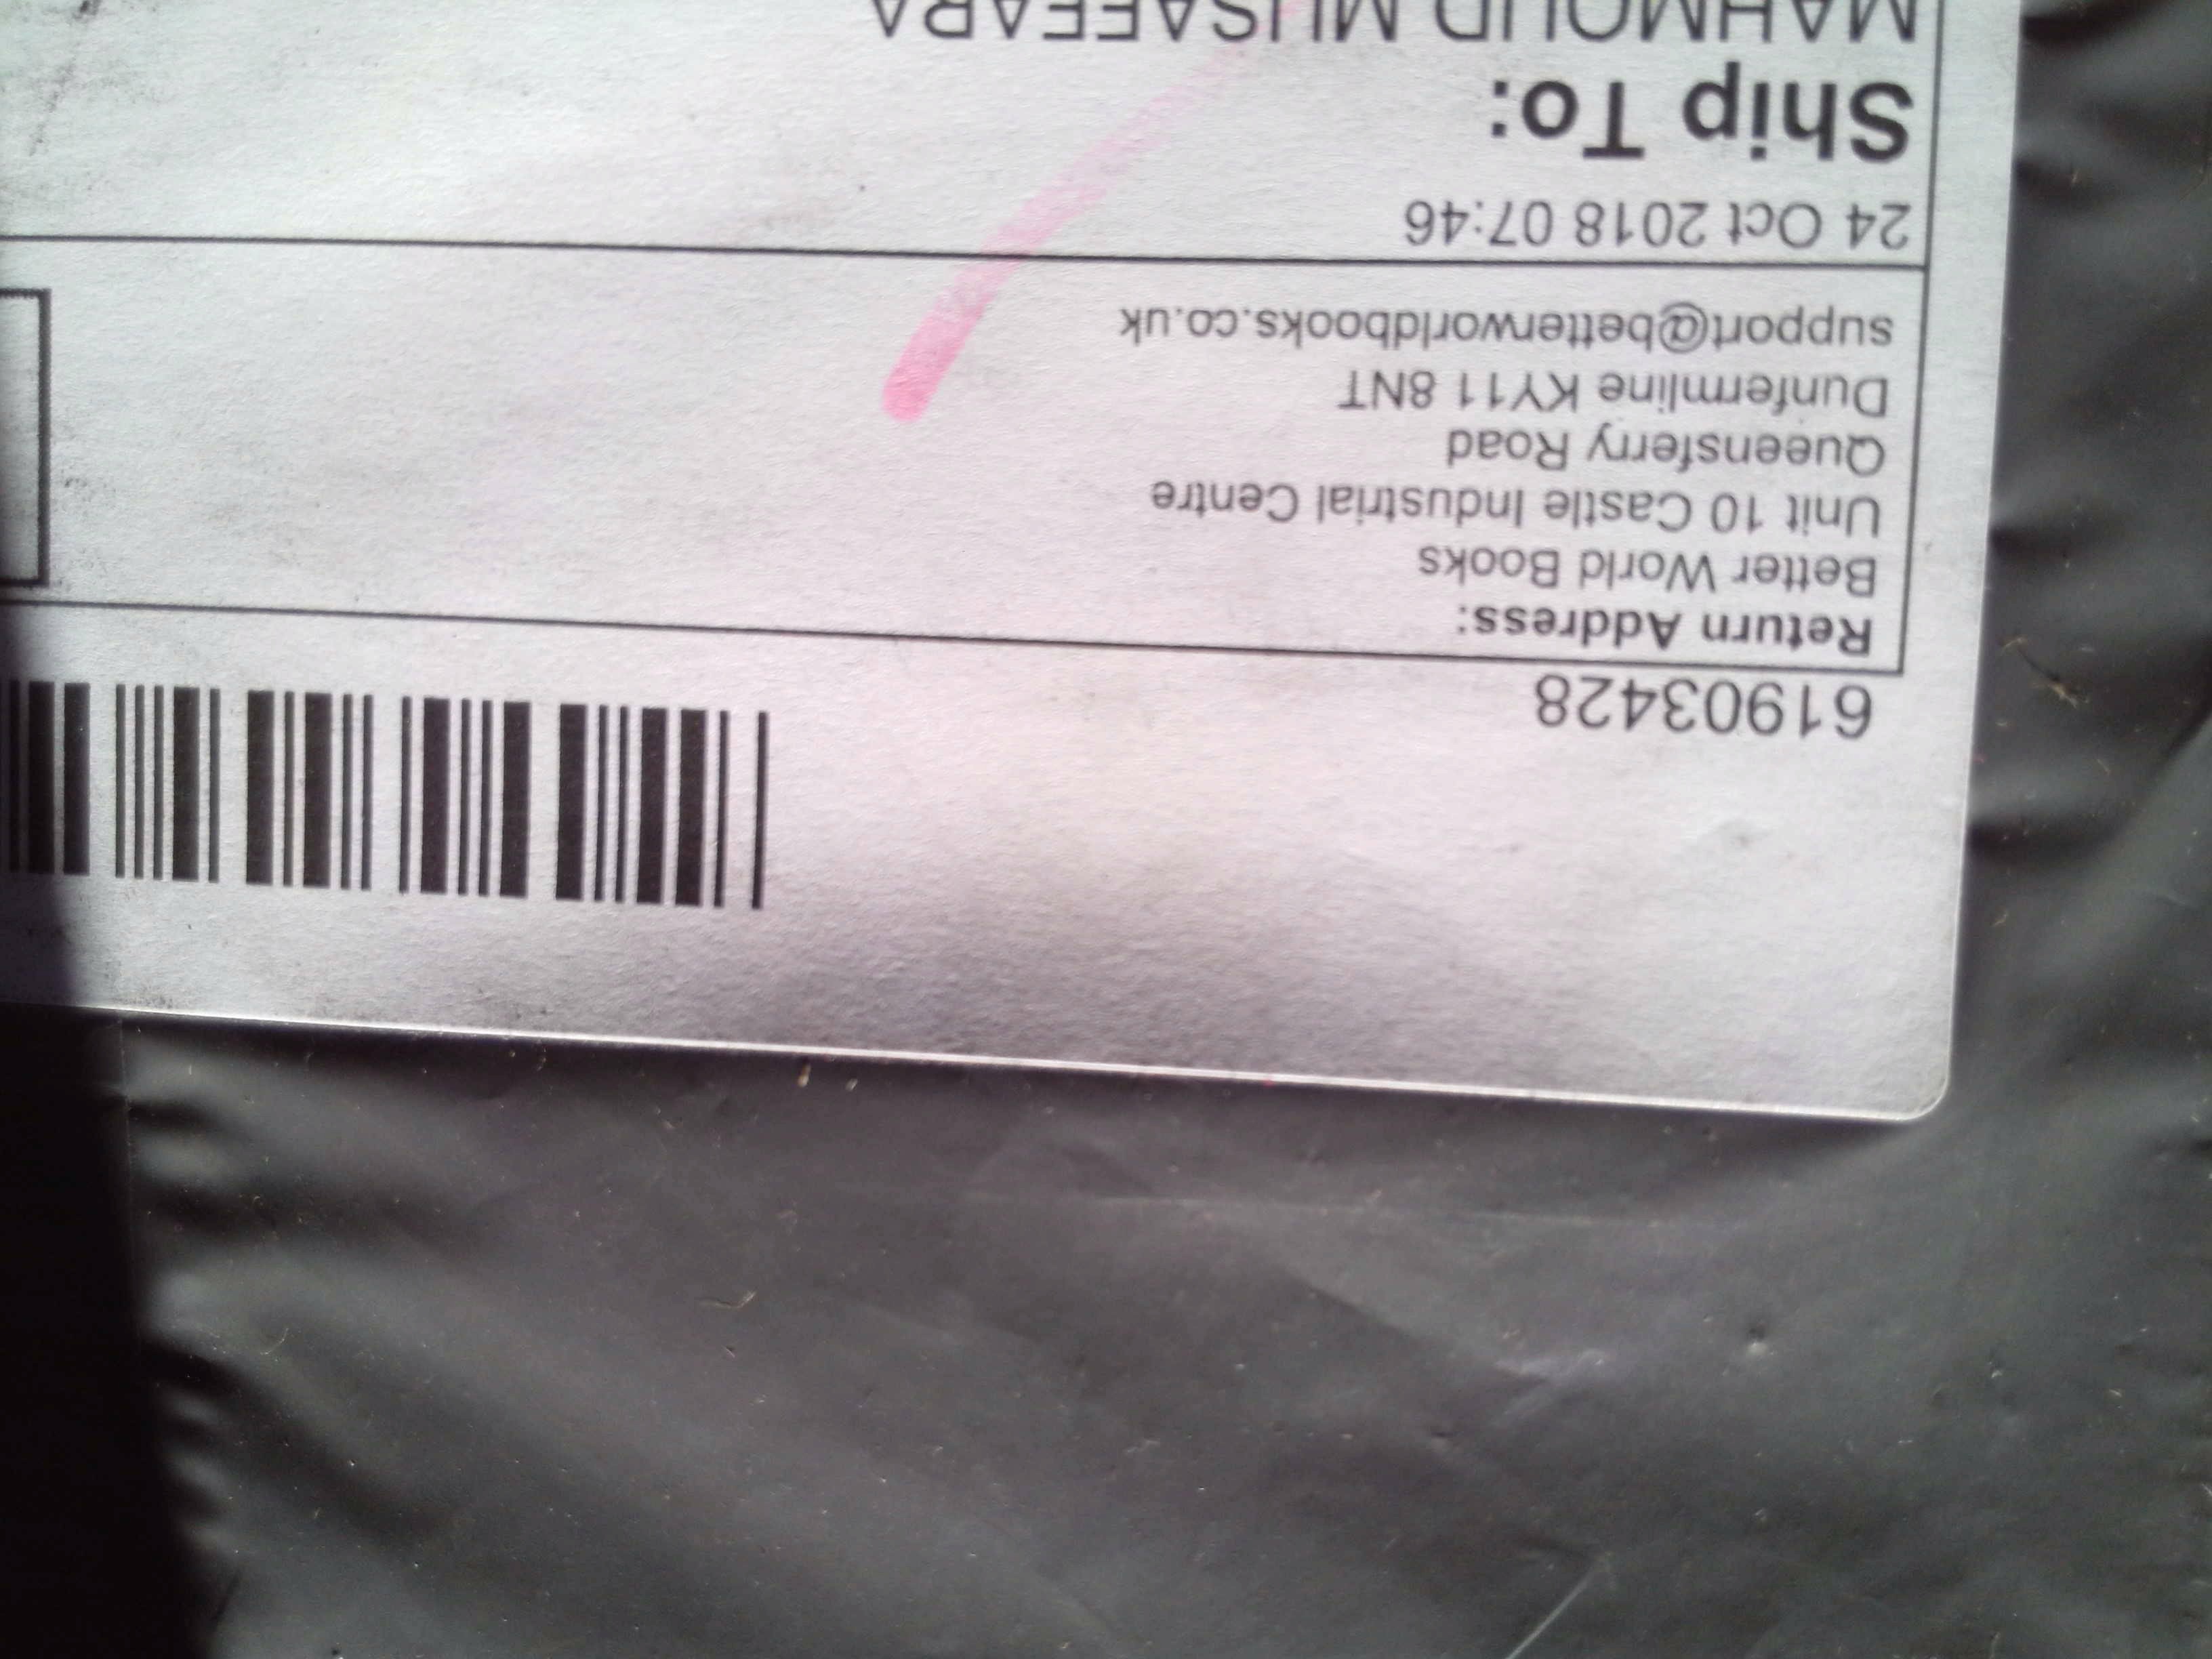 61903428
Return Address:
Better World Books
Unit 10 Castle Industrial Centre
Queensferry Road
Dunfermline KY11 8NT
support@betterworldbooks.co.uk
24 Oct 2018 07:46
Ship To:
MAHMOUD